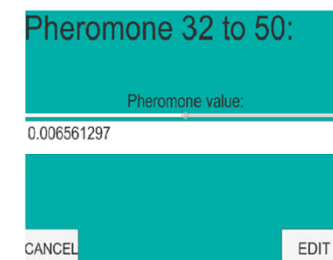 Pheromone 32 to 50:
Pheromone value:
0.006561297
CANCEL
EDIT